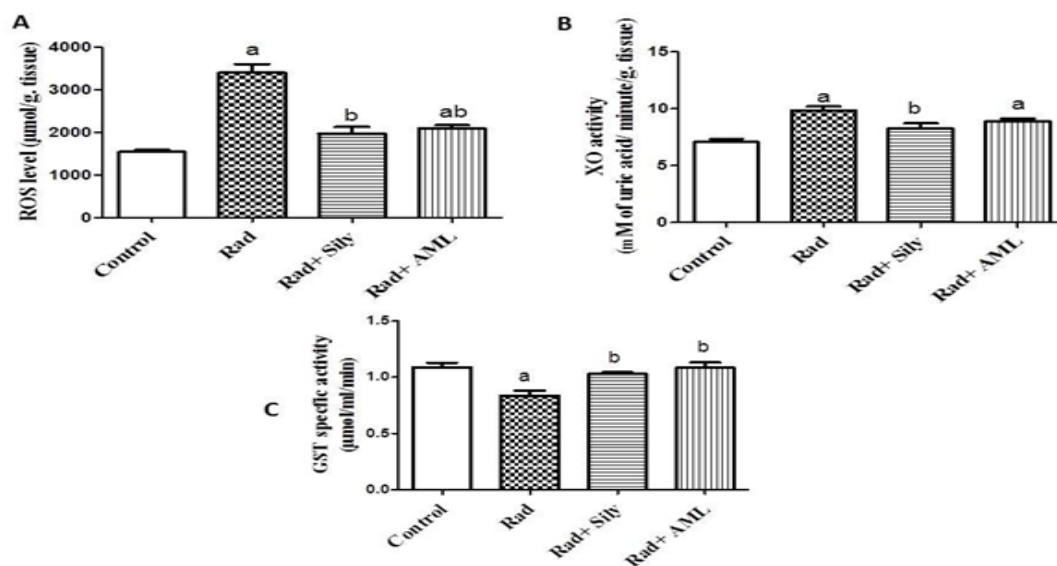 A
ROS level (µmol/g. tissue)
4000
3000
2000
1000
0
a
b
ab
Control
Rad
Rad+ Sily
Rad+ AML
B
XO activity
(mM of uric acid/ minute/g. tissue)
15
10
5
0
a
b
a
Control
Rad
Rad+ Sily
Rad+ AML
C
GST specfic activity
(µmol/ml/min)
1.5
1.0
0.5
0.0
a
b
b
Control
Rad
Rad+ Sily
Rad+ AML